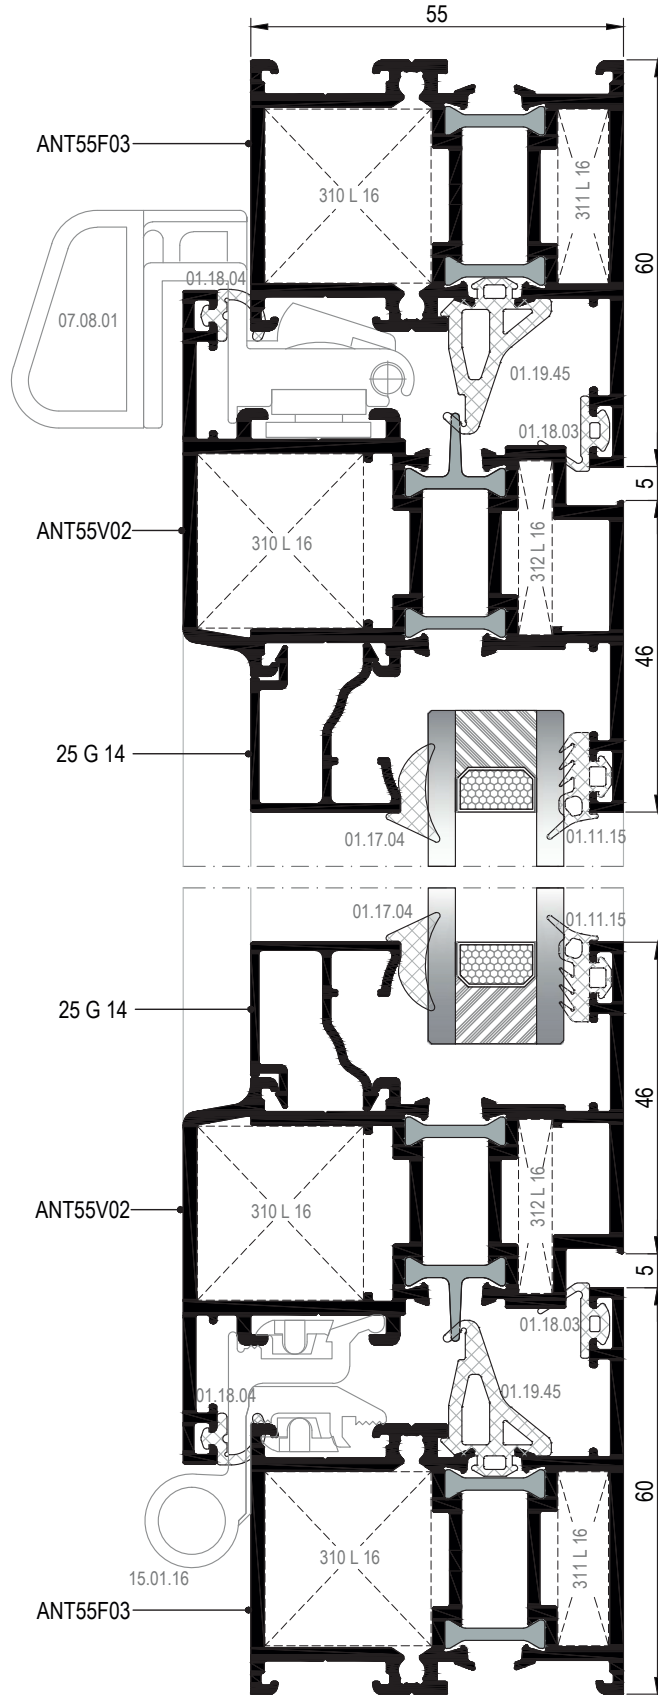 55
ANT55F03
310 L 16
311 L 16
60
07.08.01
01.18.04
01.19.45
01.18.03
5
ANT55V02
310 L 16
312 L 16
46
25 G 14
01.17.04
01.11.15
01.17.04
01.11.15
25 G 14
46
ANT55V02
310 L 16
312 L 16
5
01.18.03
01.18.04
01.19.45
60
310 L 16
311 L 16
15.01.16
ANT55F03